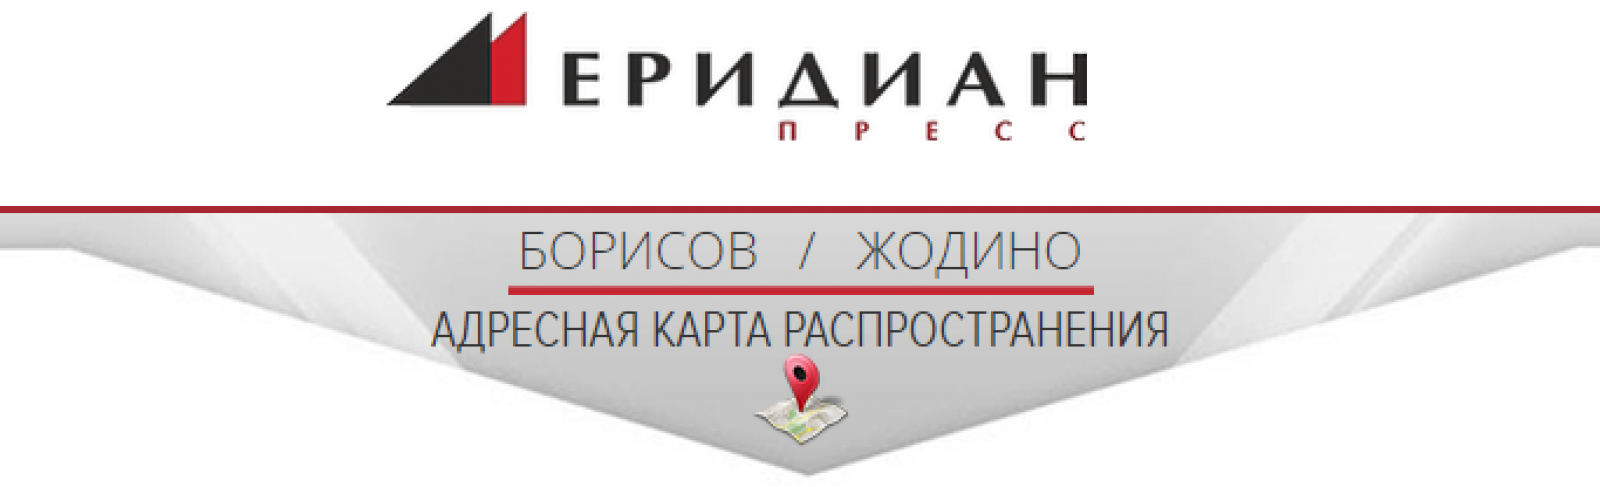 ЕРИДИАН
ПРЕСС
БОРИСОВ / ЖОДИНО
АДРЕСНАЯ КАРТА РАСПРОСТРАНЕНИЯ